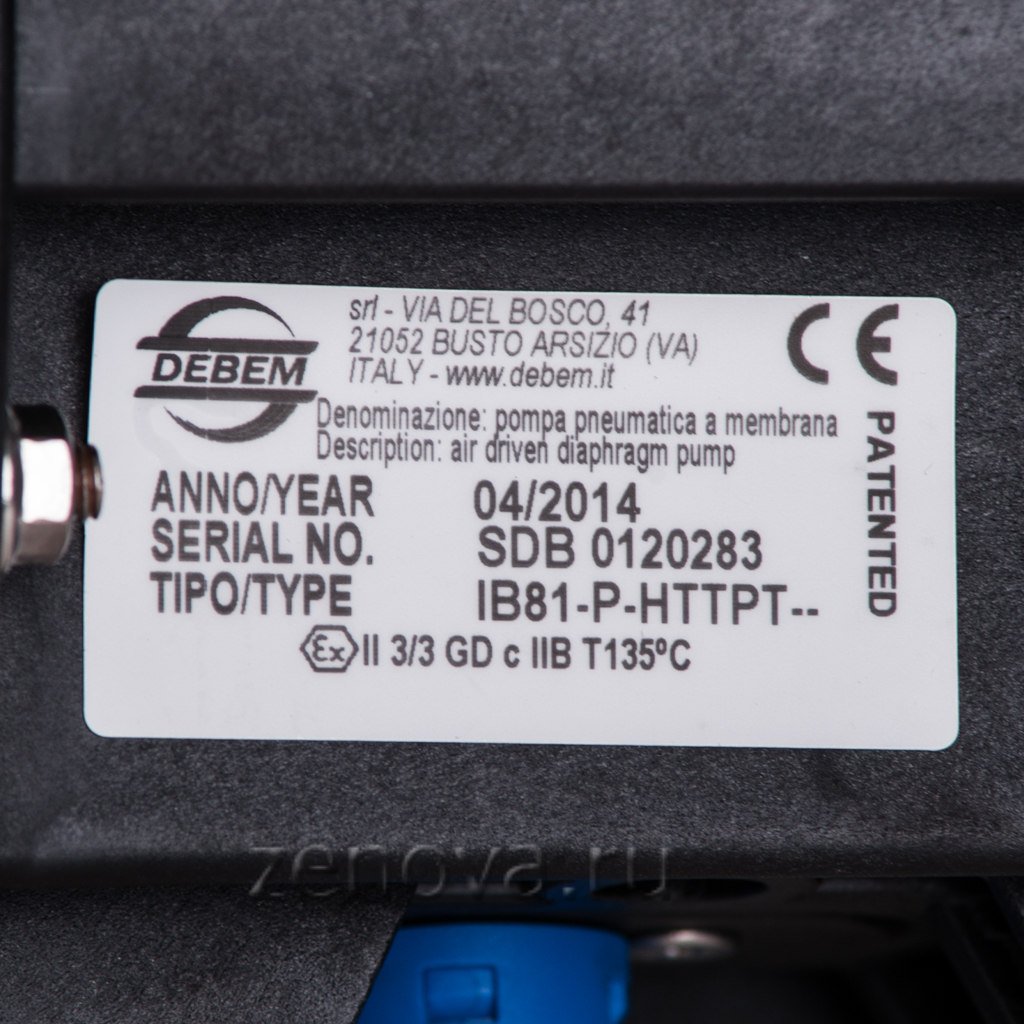 DEBEM
srl - VIA DEL BOSCO, 41
21052 BUSTO ARSIZIO (VA)
ITALY - www.debem.it
CE
Denominazione: pompa pneumatica a membrana
Description: air driven diaphragm pump
ANNO/YEAR 04/2014
SERIAL NO. SDB 0120283
TIPO/TYPE IB81-P-HTTPT--
Ex II 3/3 GD c IIB T135ºC
PATENTED
zenova.ru